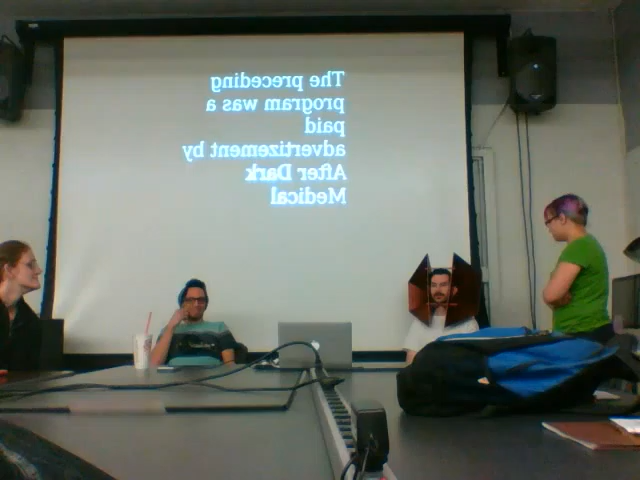 The preceding
program was a
paid
advertizement by
After Dark
Medical